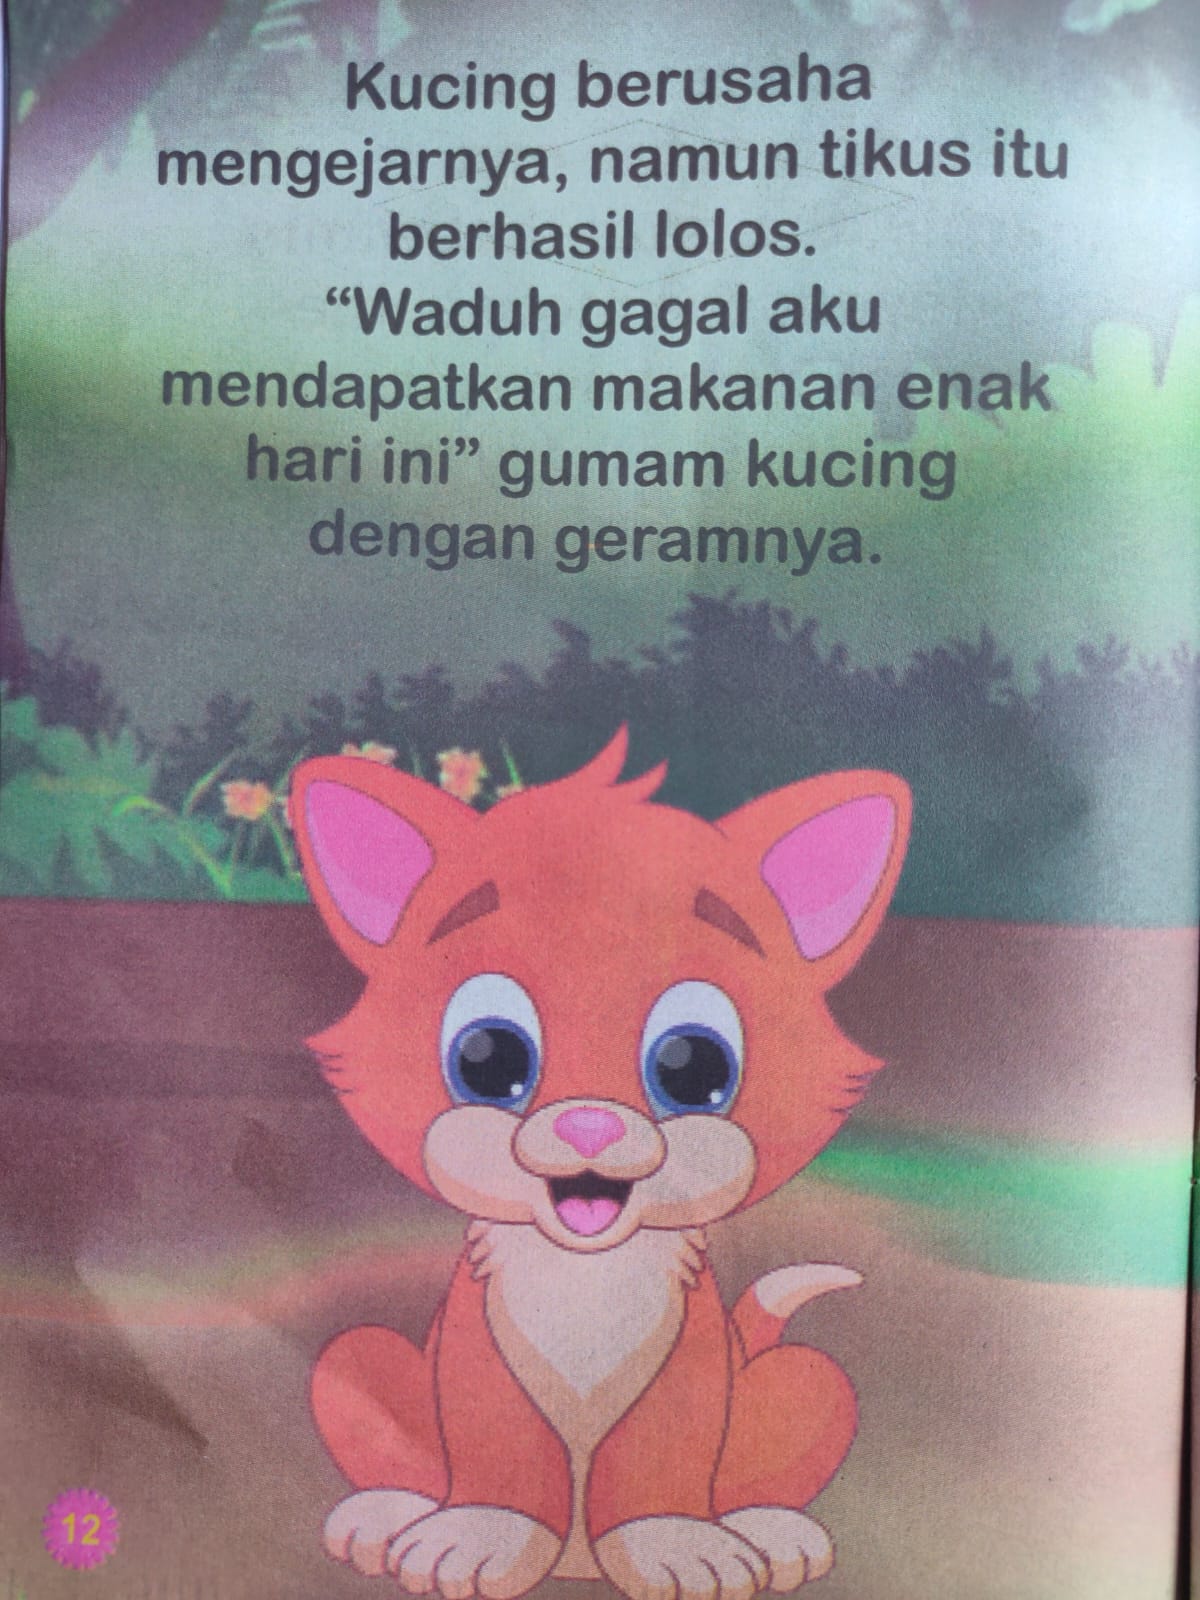 Kucing berusaha
mengejarnya, namun tikus itu
berhasil lolos.
“Waduh gagal aku
mendapatkan makanan enak
hari ini” gumam kucing
dengan geramnya.
12